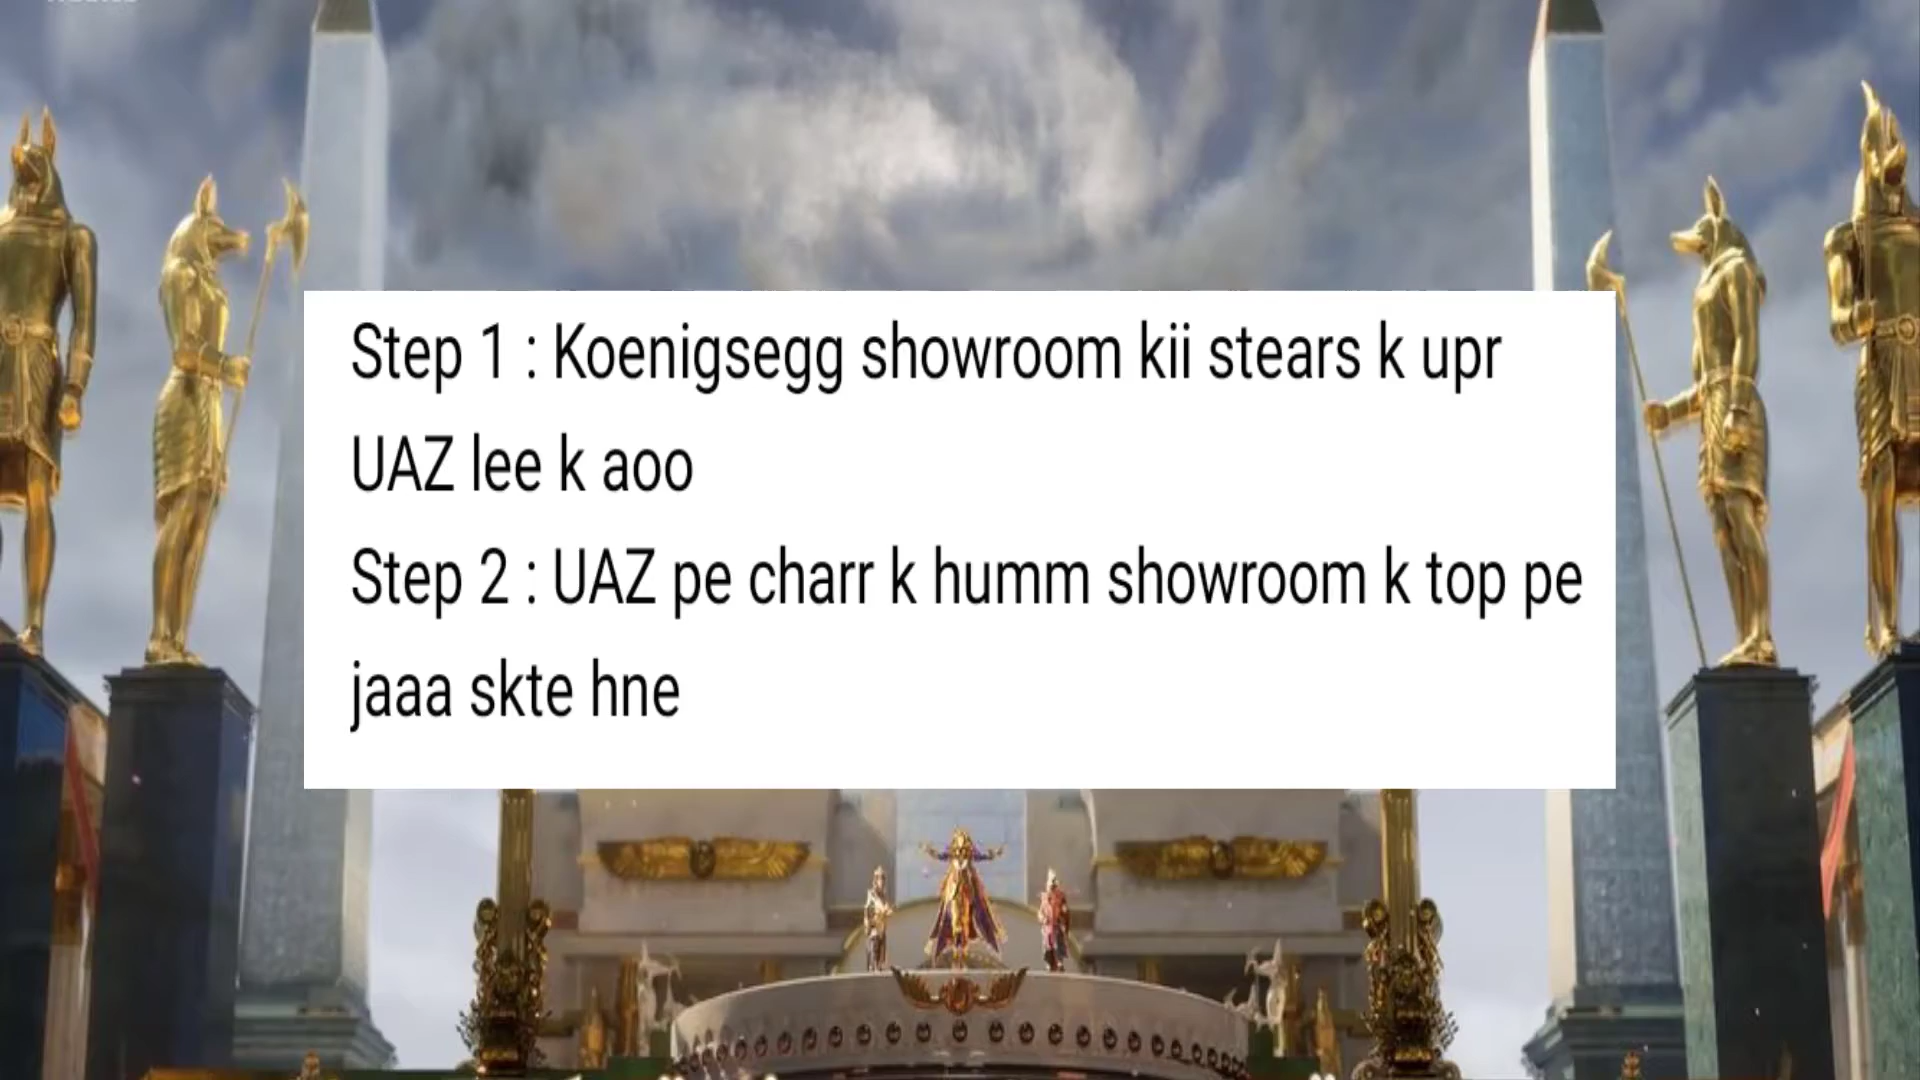 Step 1 : Koenigsegg showroom kii stears k upr
UAZ lee k aoo
Step 2 : UAZ pe charr k humm showroom k top pe
jaaa skte hne